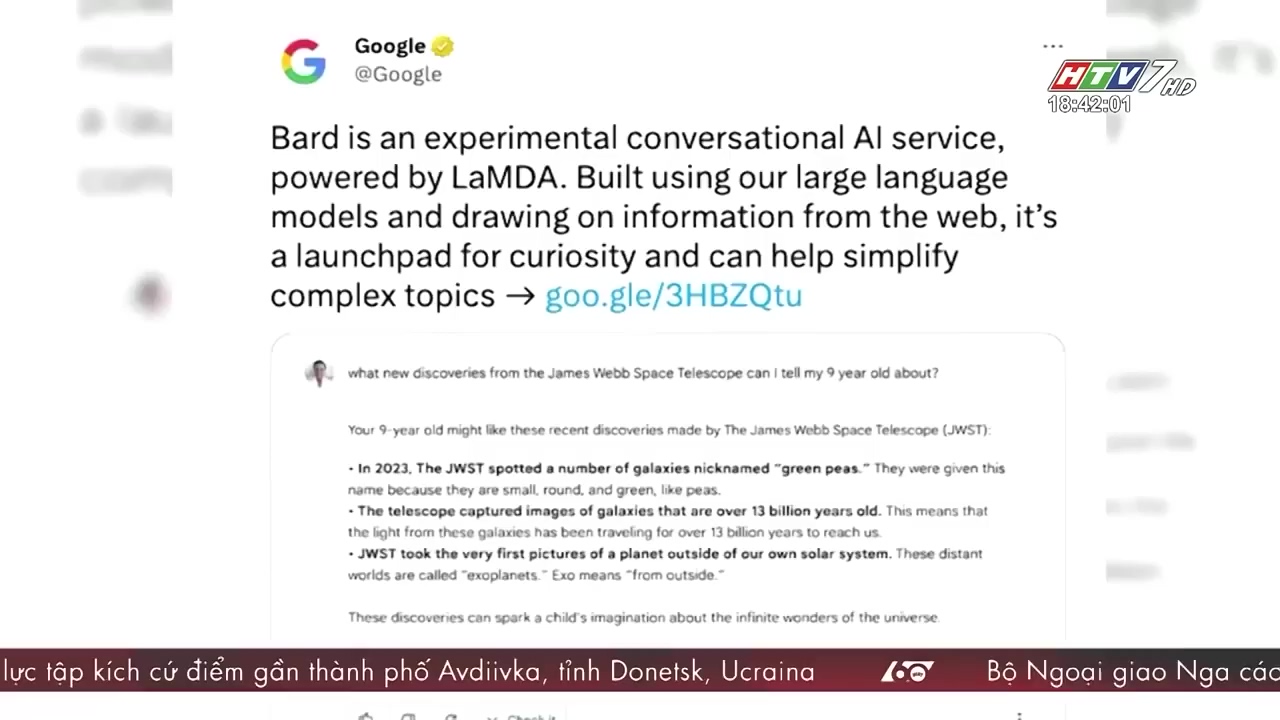 Google
@Google
HTV7 HD
18:42:01
Bard is an experimental conversational AI service,
powered by LaMDA. Built using our large language
models and drawing on information from the web, it's
a launchpad for curiosity and can help simplify
complex topics → goo.gle/3HBZQtu
what new discoveries from the James Webb Space Telescope can I tell my 9 year old about?
Your 9-year old might like these recent discoveries made by The James Webb Space Telescope (JWST):
• In 2023, The JWST spotted a number of galaxies nicknamed "green peas." They were given this
name because they are small, round, and green, like peas.
• The telescope captured images of galaxies that are over 13 billion years old. This means that
the light from these galaxies has been traveling for over 13 billion years to reach us.
• JWST took the very first pictures of a planet outside of our own solar system. These distant
worlds are called "exoplanets." Exo means "from outside."
These discoveries can spark a child's imagination about the infinite wonders of the universe.
lực tập kích cứ điểm gần thành phố Avdiivka, tỉnh Donetsk, Ucraina 60 giây Bộ Ngoại giao Nga các